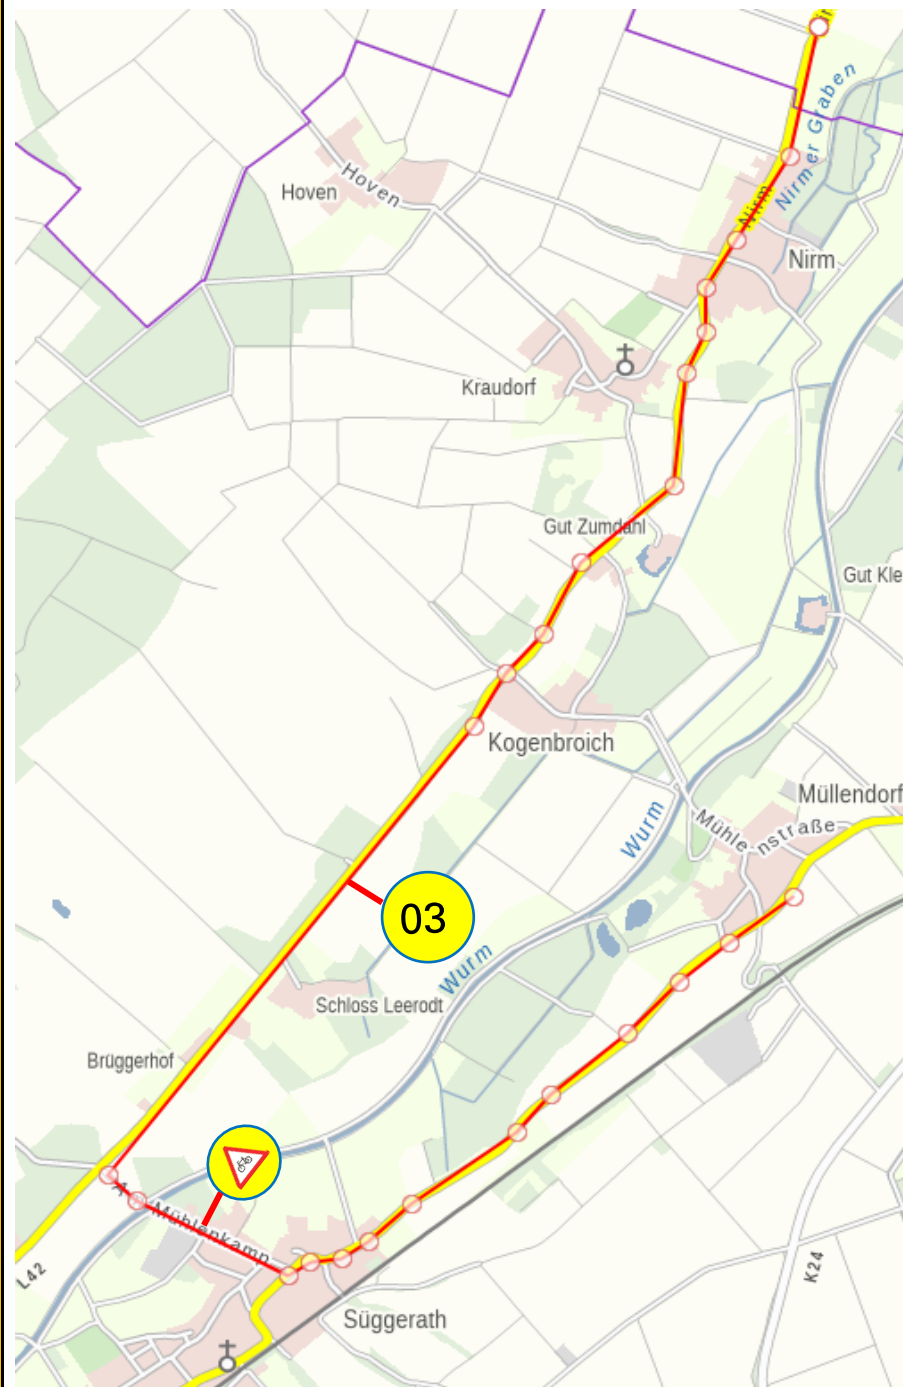 Nirmer Graben
Hoven
Hoven
Nirm
Nirm
Kraudorf
Gut Zumdahl
Gut Kle
Kogenbroich
Müllendorf
Mühlenstraße
Wurm
03
Wurm
Schloss Leerodt
Brüggerhof
Mühlenkamp
L42
K24
Süggerath